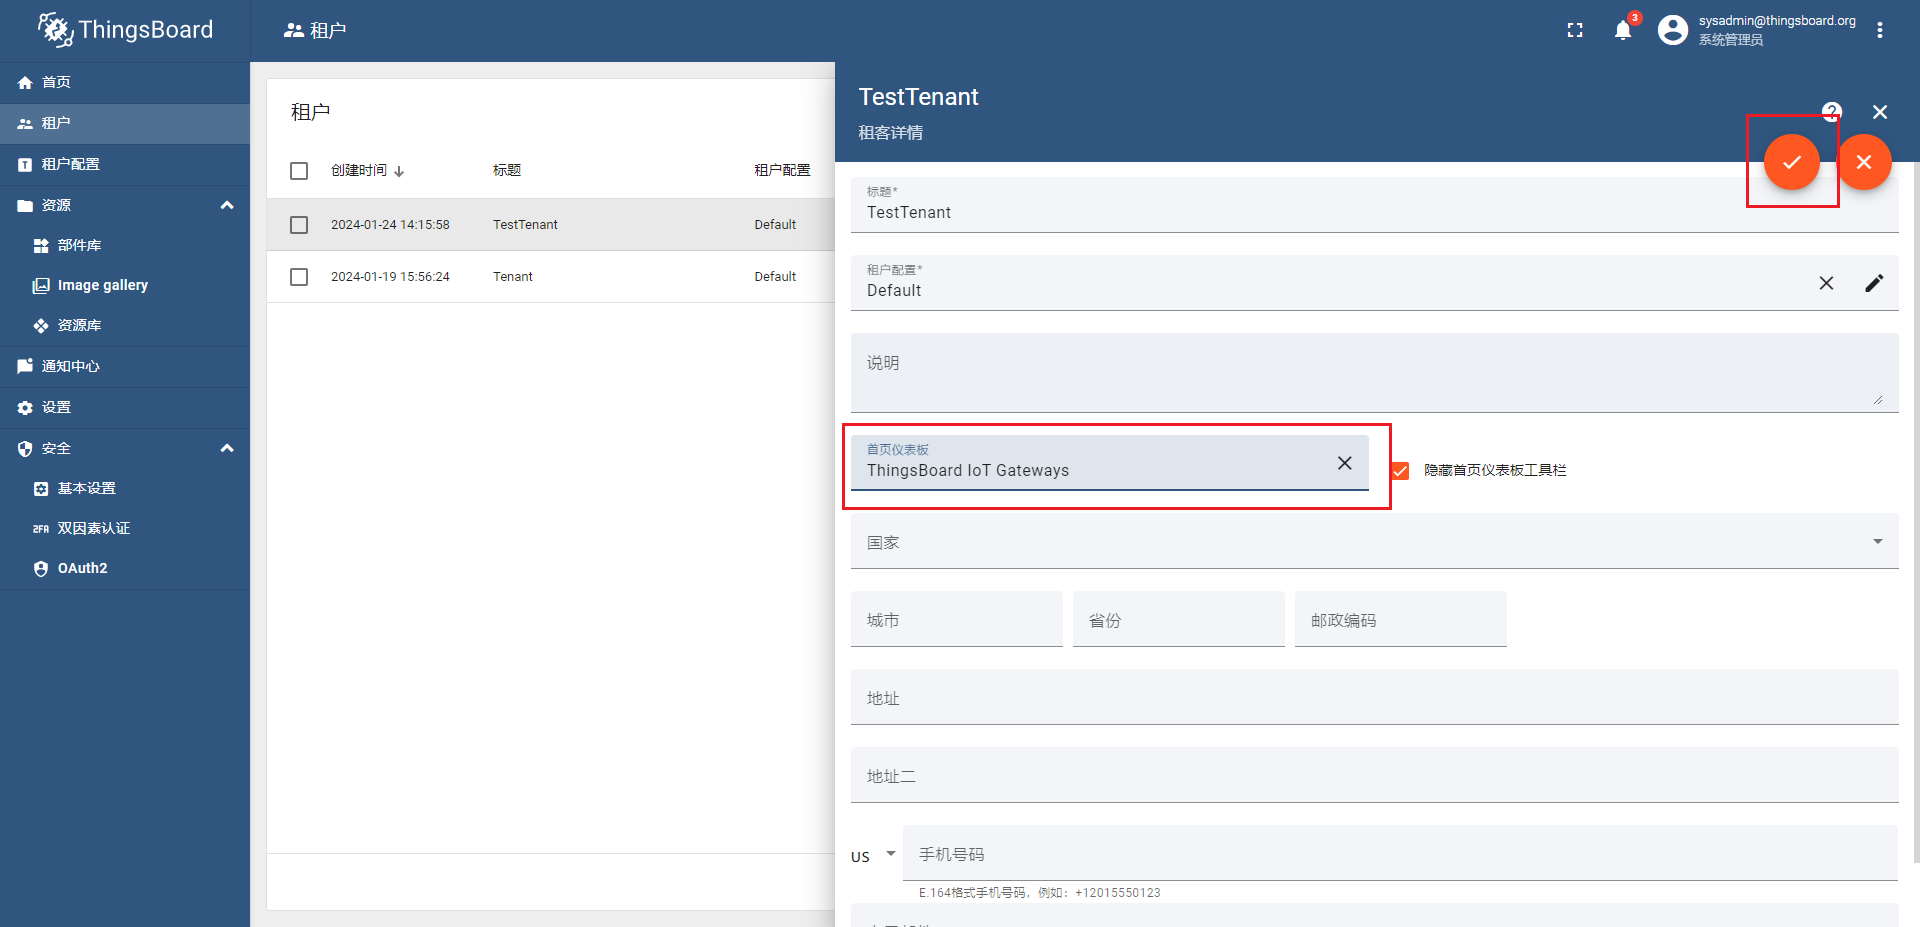 ThingsBoard
租户
3
sysadmin@thingsboard.org
系统管理员
首页
租户
租户配置
资源
部件库
Image gallery
资源库
通知中心
设置
安全
基本设置
2FA 双因素认证
OAuth2
租户
创建时间 标题 租户配置
2024-01-24 14:15:58 TestTenant Default
2024-01-19 15:56:24 Tenant Default
TestTenant
租客详情
标题*
TestTenant
租户配置*
Default
说明
首页仪表板
ThingsBoard IoT Gateways
隐藏首页仪表板工具栏
国家
城市 省份 邮政编码
地址
地址二
US 手机号码
E.164格式手机号码，例如：+12015550123